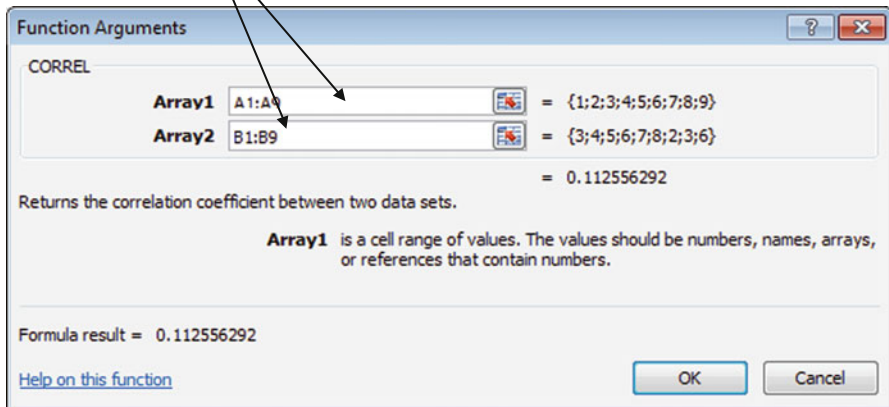 Function Arguments
CORREL
Array1 A1:A9 = {1;2;3;4;5;6;7;8;9}
Array2 B1:B9 = {3;4;5;6;7;8;2;3;6}
= 0.112556292
Returns the correlation coefficient between two data sets.
Array1 is a cell range of values. The values should be numbers, names, arrays,
or references that contain numbers.
Formula result = 0.112556292
Help on this function OK Cancel